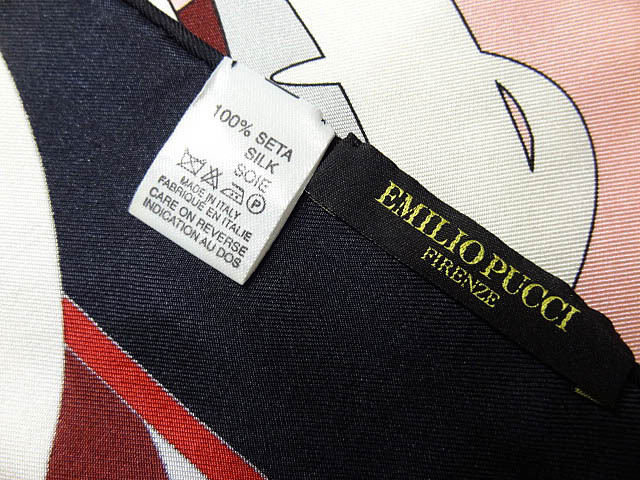 100% SETA
SILK
SOIE
P
MADE IN ITALY
FABRIQUE EN ITALIE
CARE ON REVERSE
INDICATION AU DOS
EMILIO PUCCI
FIRENZE